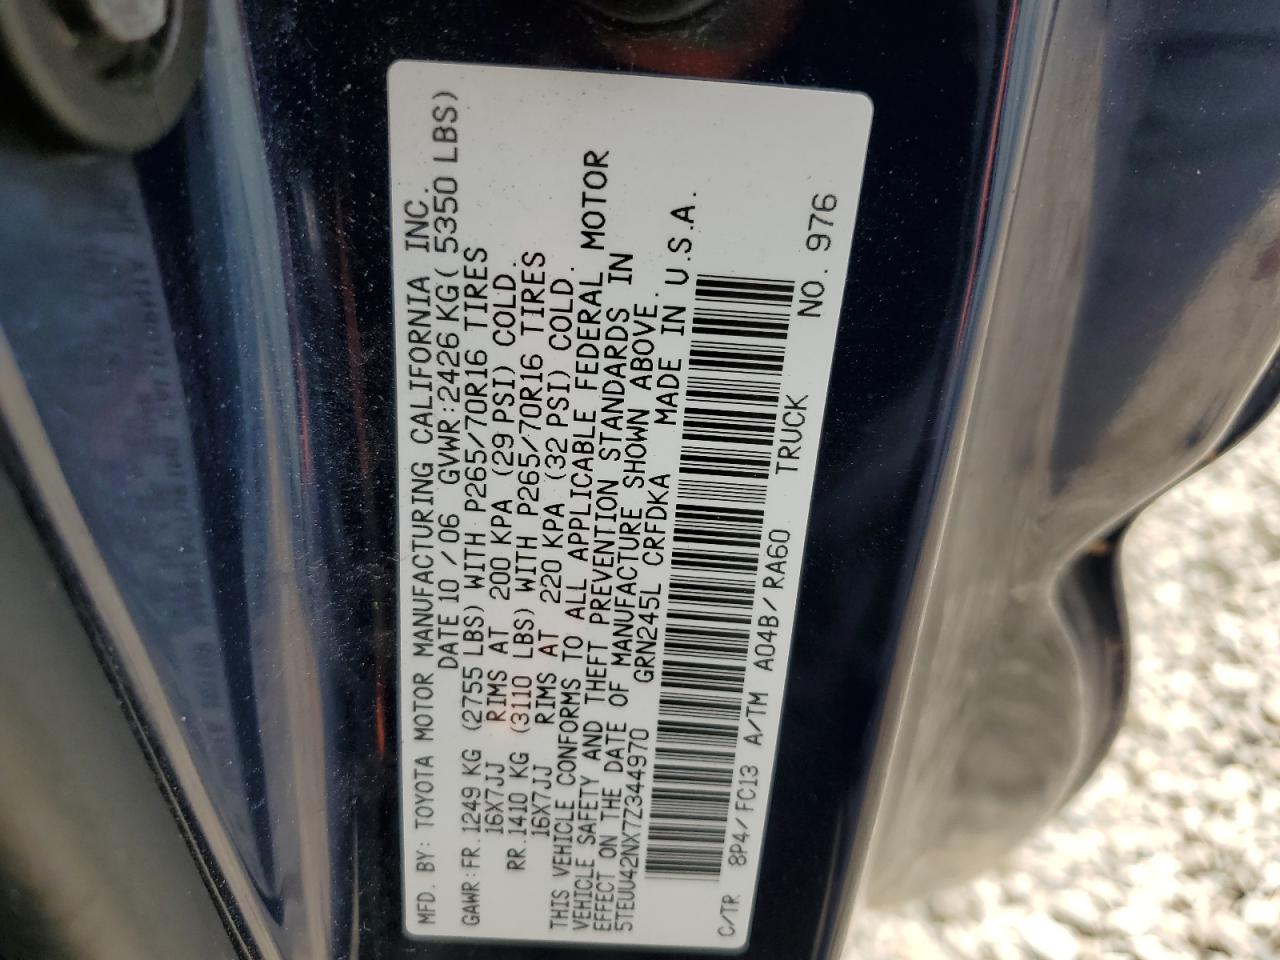 MFD. BY: TOYOTA MOTOR MANUFACTURING CALIFORNIA INC.
DATE 10 /06 GVWR:2426 KG( 5350 LBS)
GAWR:FR.1249 KG (2755 LBS) WITH P265/70R16 TIRES
16X7JJ RIMS AT 200 KPA (29 PSI) COLD.
RR.1410 KG (3110 LBS) WITH P265/70R16 TIRES
16X7JJ RIMS AT 220 KPA (32 PSI) COLD.
THIS VEHICLE CONFORMS TO ALL APPLICABLE FEDERAL MOTOR
VEHICLE SAFETY AND THEFT PREVENTION STANDARDS IN
EFFECT ON THE DATE OF MANUFACTURE SHOWN ABOVE.
5TEUU42NX7Z344970 GRN245L CRFDKA MADE IN U.S.A.
C/TR 8P4/FC13 A/TM A04B/RA60 TRUCK NO. 976